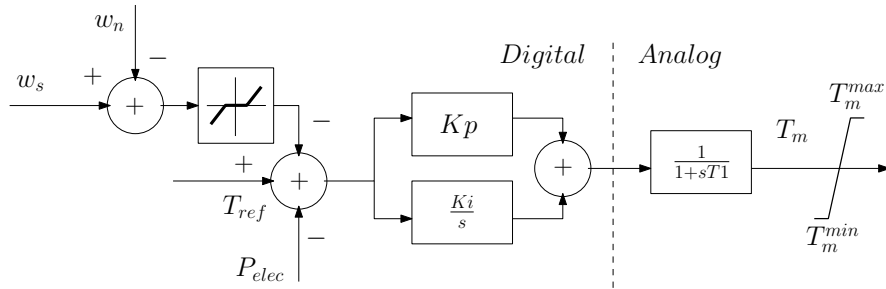 w_n
−
w_s
+
+
Digital
Analog
−
+
+
T_ref
−
P_elec
Kp
Ki/s
+
1/1+sT1
T_m
T_m^max
T_m^min